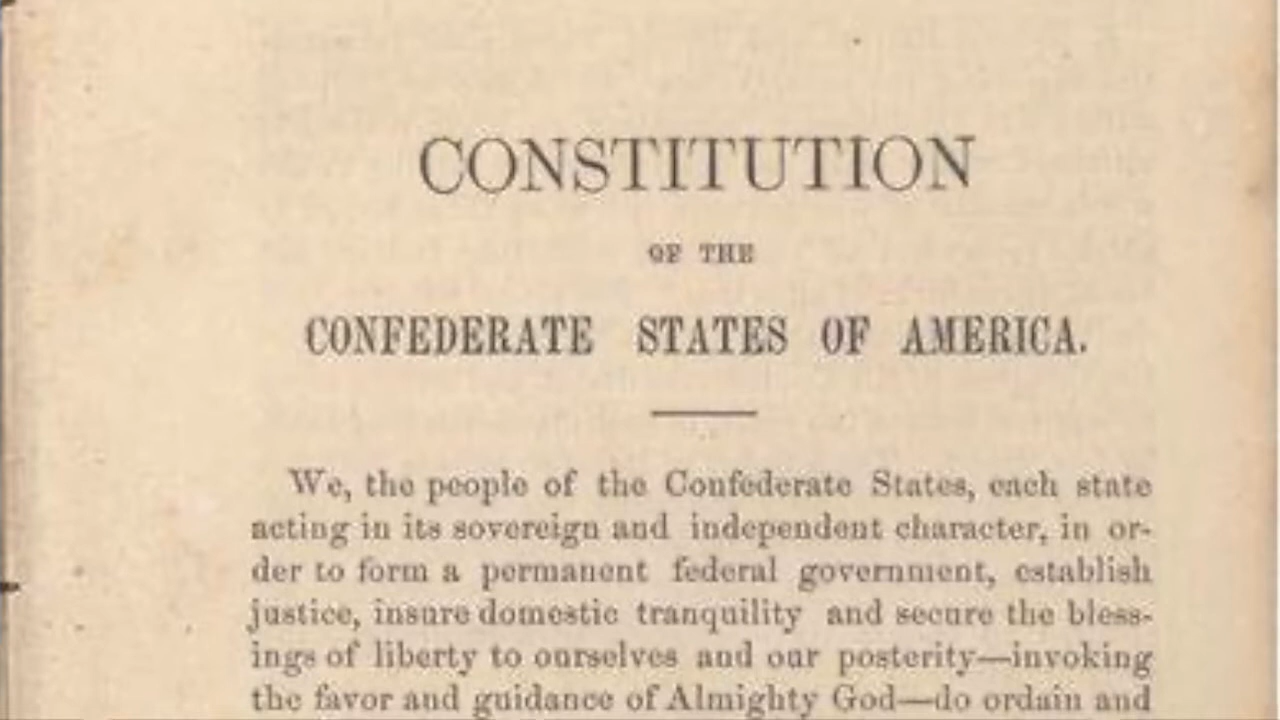 CONSTITUTION
OF THE
CONFEDERATE STATES OF AMERICA.
We, the people of the Confederate States, each state
acting in its sovereign and independent character, in or-
der to form a permanent federal government, establish
justice, insure domestic tranquility and secure the bless-
ings of liberty to ourselves and our posterity—invoking
the favor and guidance of Almighty God—do ordain and